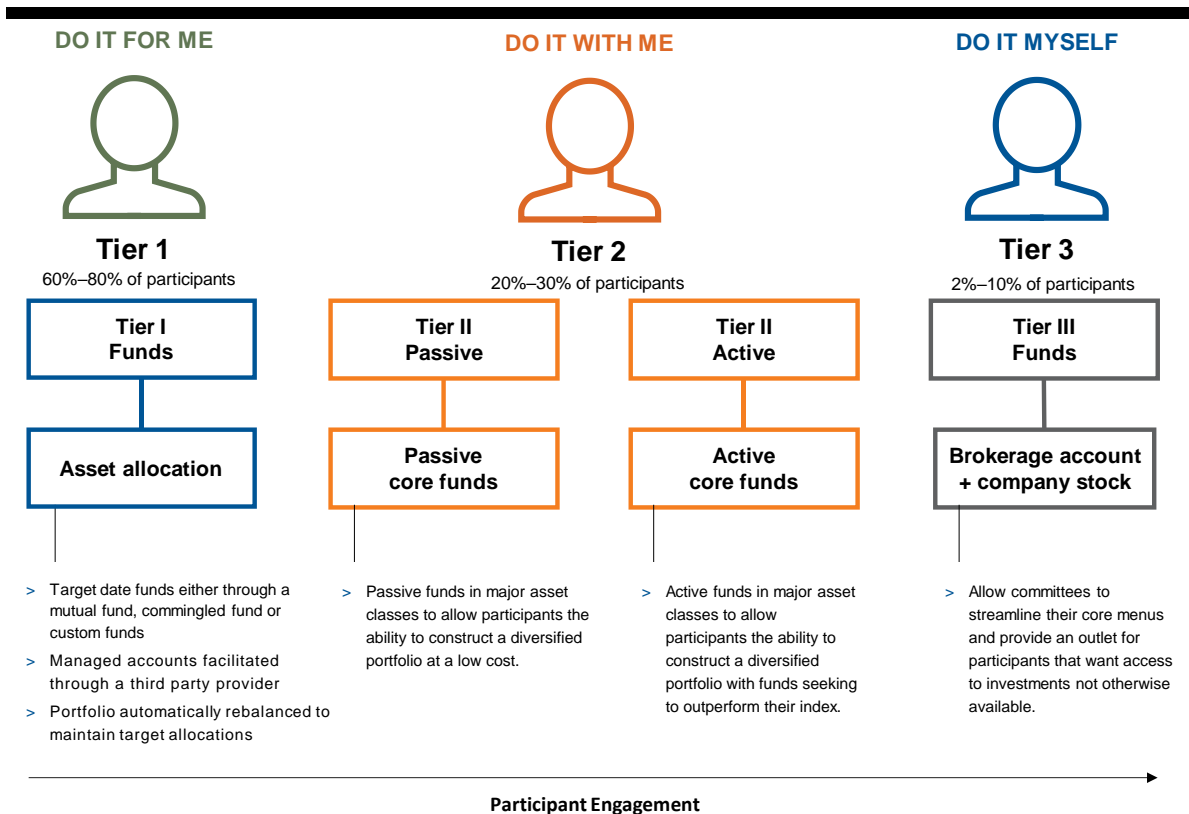 DO IT FOR ME
DO IT WITH ME
DO IT MYSELF
Tier 1
60%–80% of participants
Tier 2
20%–30% of participants
Tier 3
2%–10% of participants
Tier I
Funds
Tier II
Passive
Tier II
Active
Tier III
Funds
Asset allocation
Passive
core funds
Active
core funds
Brokerage account
+ company stock
> Target date funds either through a
mutual fund, commingled fund or
custom funds
> Managed accounts facilitated
through a third party provider
> Portfolio automatically rebalanced to
maintain target allocations
> Passive funds in major asset
classes to allow participants the
ability to construct a diversified
portfolio at a low cost.
> Active funds in major asset
classes to allow
participants the ability to
construct a diversified
portfolio with funds seeking
to outperform their index.
> Allow committees to
streamline their core menus
and provide an outlet for
participants that want access
to investments not otherwise
available.
Participant Engagement